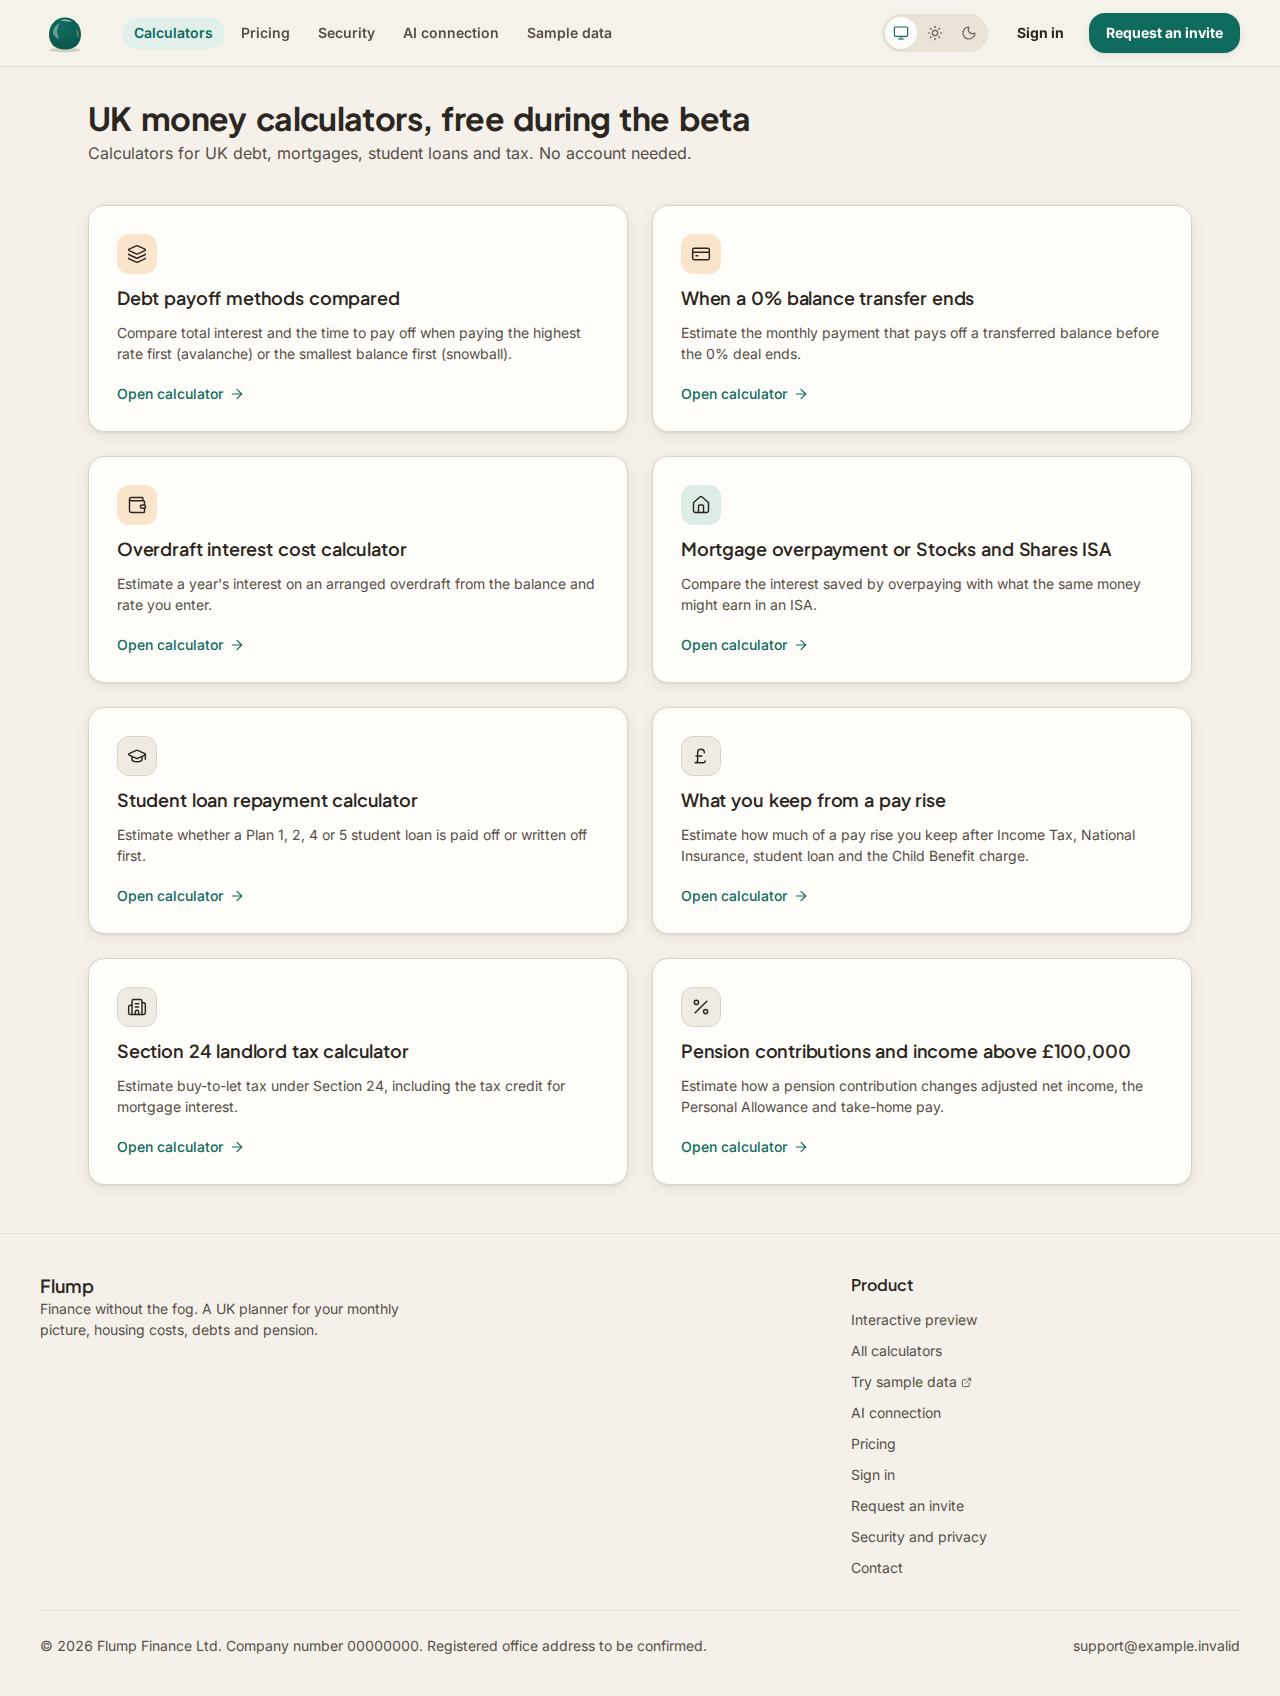 Calculators
Pricing
Security
AI connection
Sample data
Sign in
Request an invite
UK money calculators, free during the beta
Calculators for UK debt, mortgages, student loans and tax. No account needed.
Debt payoff methods compared
Compare total interest and the time to pay off when paying the highest
rate first (avalanche) or the smallest balance first (snowball).
Open calculator
When a 0% balance transfer ends
Estimate the monthly payment that pays off a transferred balance before
the 0% deal ends.
Open calculator
Overdraft interest cost calculator
Estimate a year's interest on an arranged overdraft from the balance and
rate you enter.
Open calculator
Mortgage overpayment or Stocks and Shares ISA
Compare the interest saved by overpaying with what the same money
might earn in an ISA.
Open calculator
Student loan repayment calculator
Estimate whether a Plan 1, 2, 4 or 5 student loan is paid off or written off
first.
Open calculator
What you keep from a pay rise
Estimate how much of a pay rise you keep after Income Tax, National
Insurance, student loan and the Child Benefit charge.
Open calculator
Section 24 landlord tax calculator
Estimate buy-to-let tax under Section 24, including the tax credit for
mortgage interest.
Open calculator
Pension contributions and income above £100,000
Estimate how a pension contribution changes adjusted net income, the
Personal Allowance and take-home pay.
Open calculator
Flump
Finance without the fog. A UK planner for your monthly
picture, housing costs, debts and pension.
Product
Interactive preview
All calculators
Try sample data
AI connection
Pricing
Sign in
Request an invite
Security and privacy
Contact
© 2026 Flump Finance Ltd. Company number 00000000. Registered office address to be confirmed.
support@example.invalid